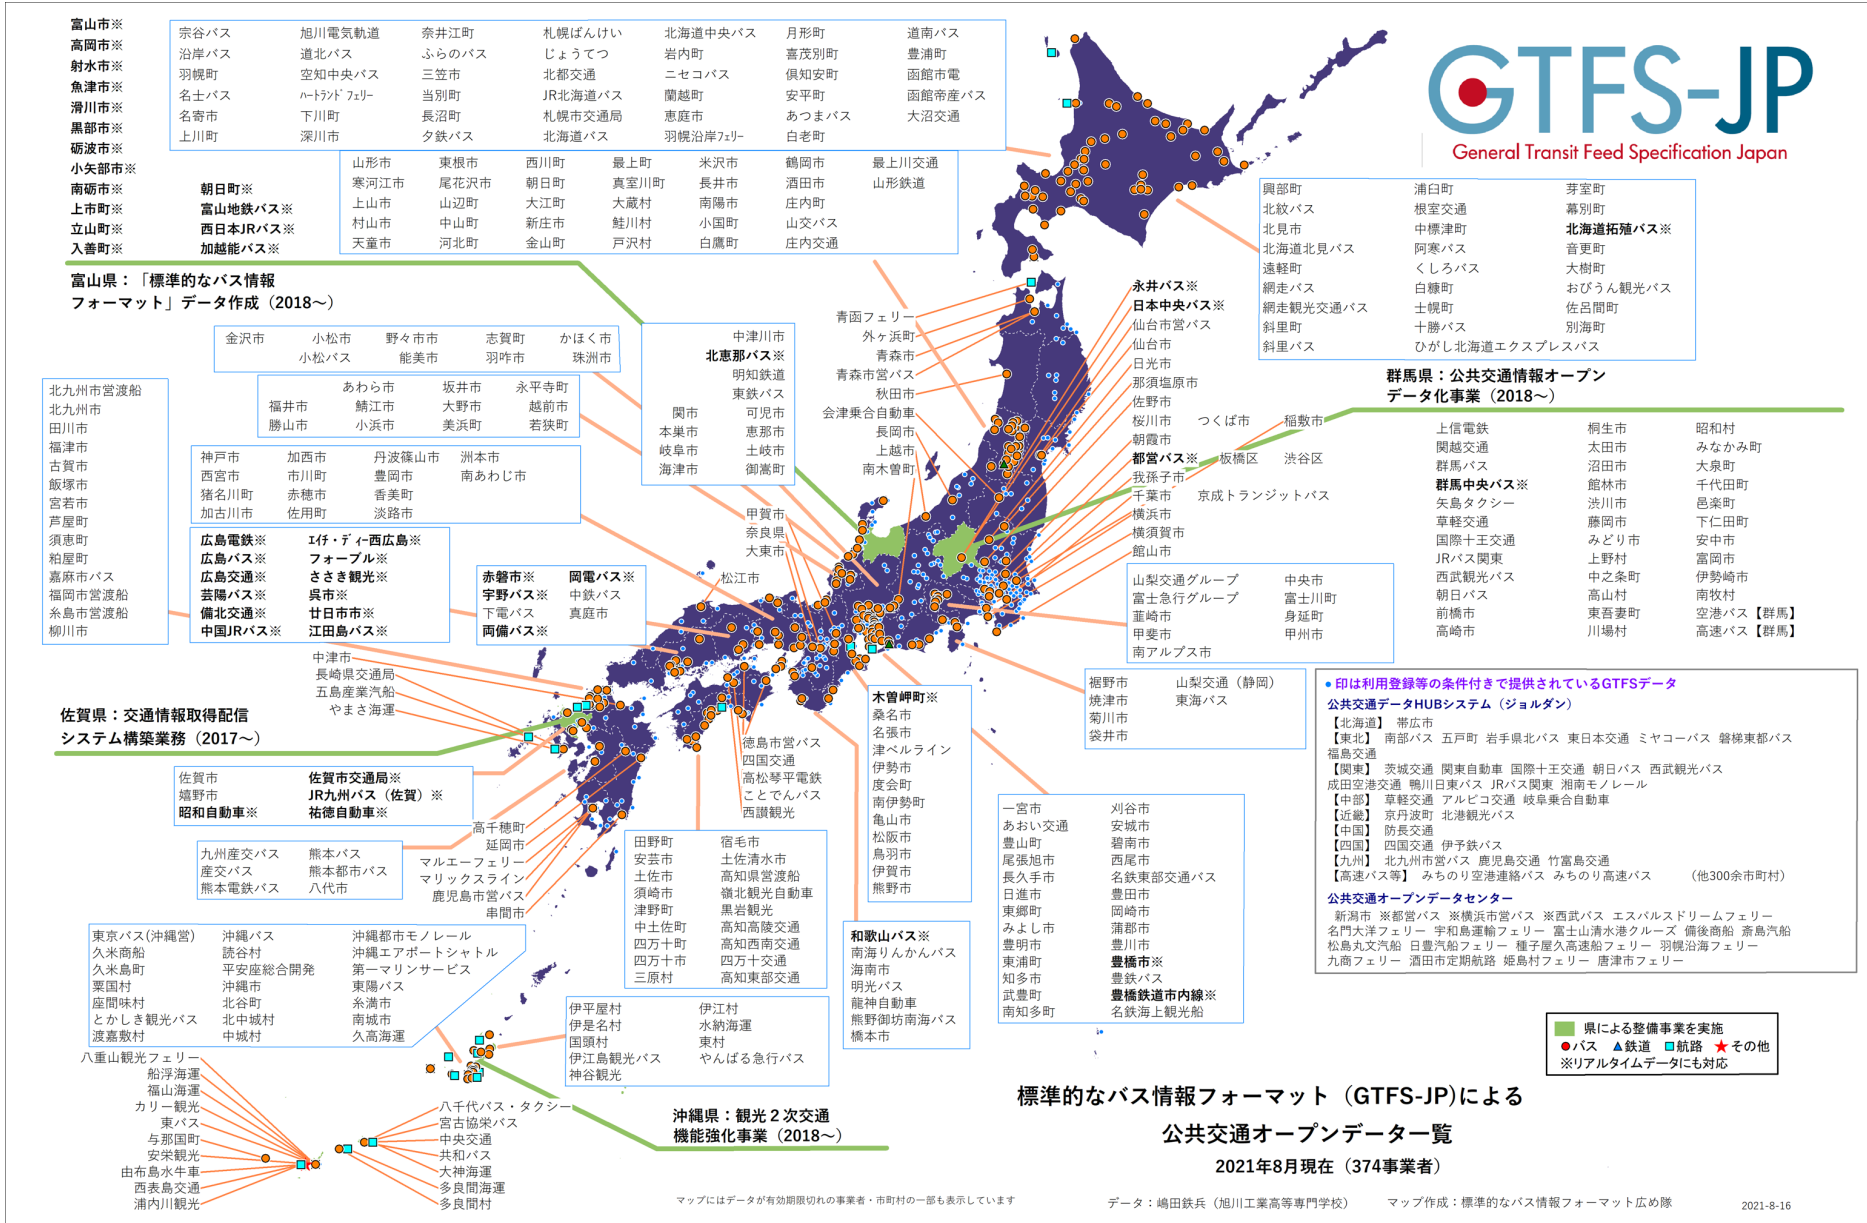 富山市※
高岡市※
射水市※
魚津市※
滑川市※
黒部市※
砺波市※
小矢部市※
南砺市※ 朝日町※
上市町※ 富山地鉄バス※
立山町※ 西日本JRバス※
入善町※ 加越能バス※
富山県：「標準的なバス情報
フォーマット」データ作成（2018～）
宗谷バス 旭川電気軌道 奈井江町 札幌ばんけい 北海道中央バス 月形町 道南バス
沿岸バス 道北バス ふらのバス じょうてつ 岩内町 喜茂別町 豊浦町
羽幌町 空知中央バス 三笠市 北都交通 ニセコバス 倶知安町 函館市電
名士バス ﾊｰﾄﾗﾝﾄﾞﾌｪﾘｰ 当別町 JR北海道バス 蘭越町 安平町 函館帝産バス
名寄市 下川町 長沼町 札幌市交通局 恵庭市 あつまバス 大沼交通
上川町 深川市 夕鉄バス 北海道バス 羽幌沿岸ﾌｪﾘｰ 白老町
山形市 東根市 西川町 最上町 米沢市 鶴岡市 最上川交通
寒河江市 尾花沢市 朝日町 真室川町 長井市 酒田市 山形鉄道
上山市 山辺町 大江町 大蔵村 南陽市 庄内町
村山市 中山町 新庄市 鮭川村 小国町 山交バス
天童市 河北町 金山町 戸沢村 白鷹町 庄内交通
GTFS-JP
General Transit Feed Specification Japan
興部町 浦臼町 芽室町
北紋バス 根室交通 幕別町
北見市 中標津町 北海道拓殖バス※
北海道北見バス 阿寒バス 音更町
遠軽町 くしろバス 大樹町
網走バス 白糠町 おびうん観光バス
網走観光交通バス 士幌町 佐呂間町
斜里町 十勝バス 別海町
斜里バス ひがし北海道エクスプレスバス
金沢市 小松市 野々市市 志賀町 かほく市
小松バス 能美市 羽咋市 珠洲市
あわら市 坂井市 永平寺町
福井市 鯖江市 大野市 越前市
勝山市 小浜市 美浜町 若狭町
神戸市 加西市 丹波篠山市 洲本市
西宮市 市川町 豊岡市 南あわじ市
猪名川町 赤穂市 香美町
加古川市 佐用町 淡路市
中津川市
北恵那バス※
明知鉄道
東鉄バス
関市 可児市
本巣市 恵那市
岐阜市 土岐市
海津市 御嵩町
青函フェリー
外ヶ浜町
青森市
青森市営バス
秋田市
会津乗合自動車
長岡市
上越市
南木曽町
甲賀市
奈良県
大東市
松江市
永井バス※
日本中央バス※
仙台市営バス
仙台市
日光市
那須塩原市
佐野市
桜川市 つくば市 稲敷市
朝霞市
都営バス※ 板橋区 渋谷区
我孫子市
千葉市 京成トランジットバス
横浜市
横須賀市
館山市
群馬県：公共交通情報オープン
データ化事業（2018～）
上信電鉄 桐生市 昭和村
関越交通 太田市 みなかみ町
群馬バス 沼田市 大泉町
群馬中央バス※ 館林市 千代田町
矢島タクシー 渋川市 邑楽町
草軽交通 藤岡市 下仁田町
国際十王交通 みどり市 安中市
JRバス関東 上野村 富岡市
西武観光バス 中之条町 伊勢崎市
朝日バス 高山村 南牧村
前橋市 東吾妻町 空港バス【群馬】
高崎市 川場村 高速バス【群馬】
北九州市営渡船
北九州市
田川市
福津市
古賀市
飯塚市
宮若市
芦屋町
須恵町
粕屋町
嘉麻市バス
福岡市営渡船
糸島市営渡船
柳川市
広島電鉄※ ｴｲﾁ・ﾃﾞｨｰ西広島※
広島バス※ フォーブル※
広島交通※ ささき観光※
芸陽バス※ 呉市※
備北交通※ 廿日市市※
中国JRバス※ 江田島バス※
赤磐市※ 岡電バス※
宇野バス※ 中鉄バス
下電バス 真庭市
両備バス※
山梨交通グループ 中央市
富士急行グループ 富士川町
韮崎市 身延町
甲斐市 甲州市
南アルプス市
裾野市 山梨交通（静岡）
焼津市 東海バス
菊川市
袋井市
中津市
長崎県交通局
五島産業汽船
やまさ海運
佐賀県：交通情報取得配信
システム構築業務（2017～）
佐賀市 佐賀市交通局※
嬉野市 JR九州バス（佐賀）※
昭和自動車※ 祐徳自動車※
九州産交バス 熊本バス
産交バス 熊本都市バス
熊本電鉄バス 八代市
高千穂町
延岡市
マルエーフェリー
マリックスライン
鹿児島市営バス
串間市
徳島市営バス
四国交通
高松琴平電鉄
ことでんバス
西讃観光
田野町 宿毛市
安芸市 土佐清水市
土佐市 高知県営渡船
須崎市 嶺北観光自動車
津野町 黒岩観光
中土佐町 高知高陵交通
四万十町 高知西南交通
四万十市 四万十交通
三原村 高知東部交通
木曽岬町※
桑名市
名張市
津ベルライン
伊勢市
度会町
南伊勢町
亀山市
松阪市
鳥羽市
伊賀市
熊野市
和歌山バス※
南海りんかんバス
海南市
明光バス
龍神自動車
熊野御坊南海バス
橋本市
一宮市 刈谷市
あおい交通 安城市
豊山町 碧南市
尾張旭市 西尾市
長久手市 名鉄東部交通バス
日進市 豊田市
東郷町 岡崎市
みよし市 蒲郡市
豊明市 豊川市
東浦町 豊橋市※
知多市 豊鉄バス
武豊町 豊橋鉄道市内線※
南知多町 名鉄海上観光船
●印は利用登録等の条件付きで提供されているGTFSデータ
公共交通データHUBシステム（ジョルダン）
【北海道】 帯広市
【東北】 南部バス 五戸町 岩手県北バス 東日本交通 ミヤコーバス 磐梯東都バス
福島交通
【関東】 茨城交通 関東自動車 国際十王交通 朝日バス 西武観光バス
成田空港交通 鴨川日東バス JRバス関東 湘南モノレール
【中部】 草軽交通 アルピコ交通 岐阜乗合自動車
【近畿】 京丹波町 北港観光バス
【中国】 防長交通
【四国】 四国交通 伊予鉄バス
【九州】 北九州市営バス 鹿児島交通 竹富島交通
【高速バス等】 みちのり空港連絡バス みちのり高速バス （他300余市町村）
公共交通オープンデータセンター
新潟市 ※都営バス ※横浜市営バス ※西武バス エスパルスドリームフェリー
名門大洋フェリー 宇和島運輸フェリー 富士山清水港クルーズ 備後商船 斎島汽船
松島丸文汽船 日豊汽船フェリー 種子屋久高速船フェリー 羽幌沿海フェリー
九商フェリー 酒田市定期航路 姫島村フェリー 唐津市フェリー
東京バス(沖縄営) 沖縄バス 沖縄都市モノレール
久米商船 読谷村 沖縄エアポートシャトル
久米島町 平安座総合開発 第一マリンサービス
粟国村 沖縄市 東陽バス
座間味村 北谷町 糸満市
とかしき観光バス 北中城村 南城市
渡嘉敷村 中城村 久高海運
伊平屋村 伊江村
伊是名村 水納海運
国頭村 東村
伊江島観光バス やんばる急行バス
神谷観光
八重山観光フェリー
船浮海運
福山海運
カリー観光
東バス
与那国町
安栄観光
由布島水牛車
西表島交通
浦内川観光
八千代バス・タクシー
宮古協栄バス
中央交通
共和バス
大神海運
多良間海運
多良間村
沖縄県：観光２次交通
機能強化事業（2018～）
県による整備事業を実施
バス 鉄道 航路 その他
※リアルタイムデータにも対応
標準的なバス情報フォーマット（GTFS-JP)による
公共交通オープンデータ一覧
2021年8月現在（374事業者）
マップにはデータが有効期限切れの事業者・市町村の一部も表示しています
データ：嶋田鉄兵（旭川工業高等専門学校） マップ作成：標準的なバス情報フォーマット広め隊 2021-8-16